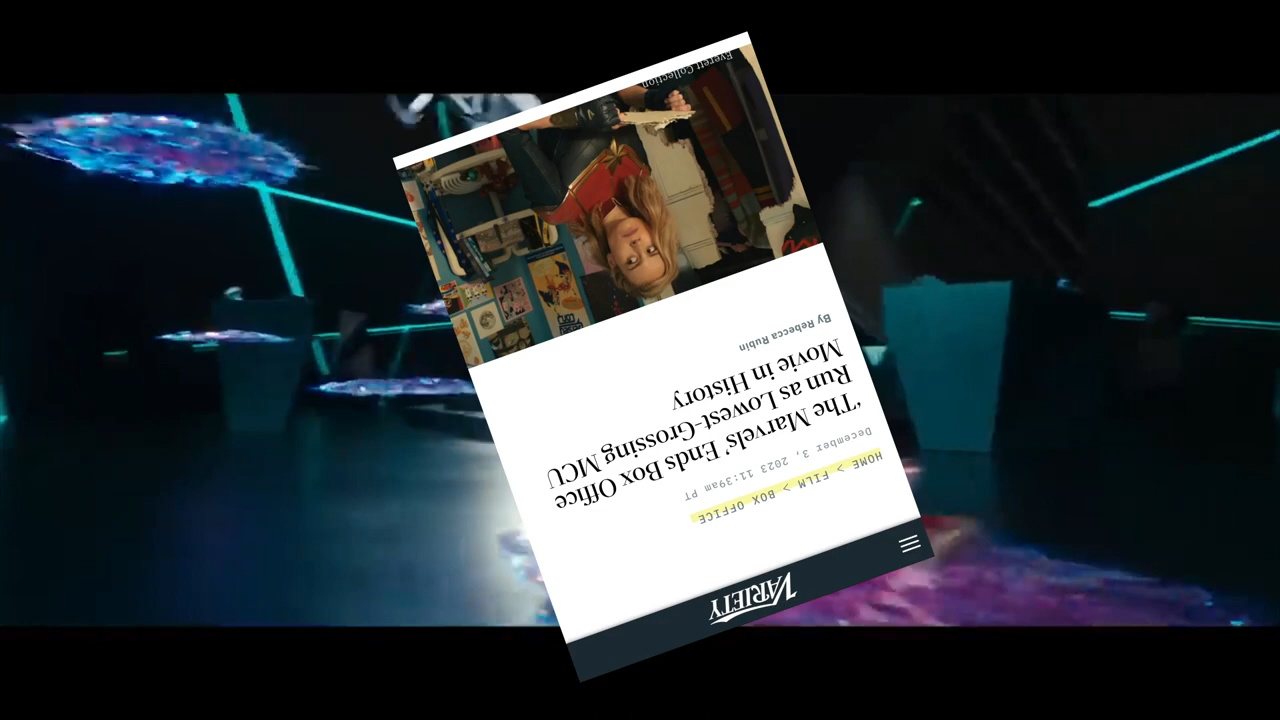 VARIETY
HOME > FILM > BOX OFFICE
December 3, 2023 11:39am PT
'The Marvels' Ends Box Office
Run as Lowest-Grossing MCU
Movie in History
By Rebecca Rubin
Everett Collection